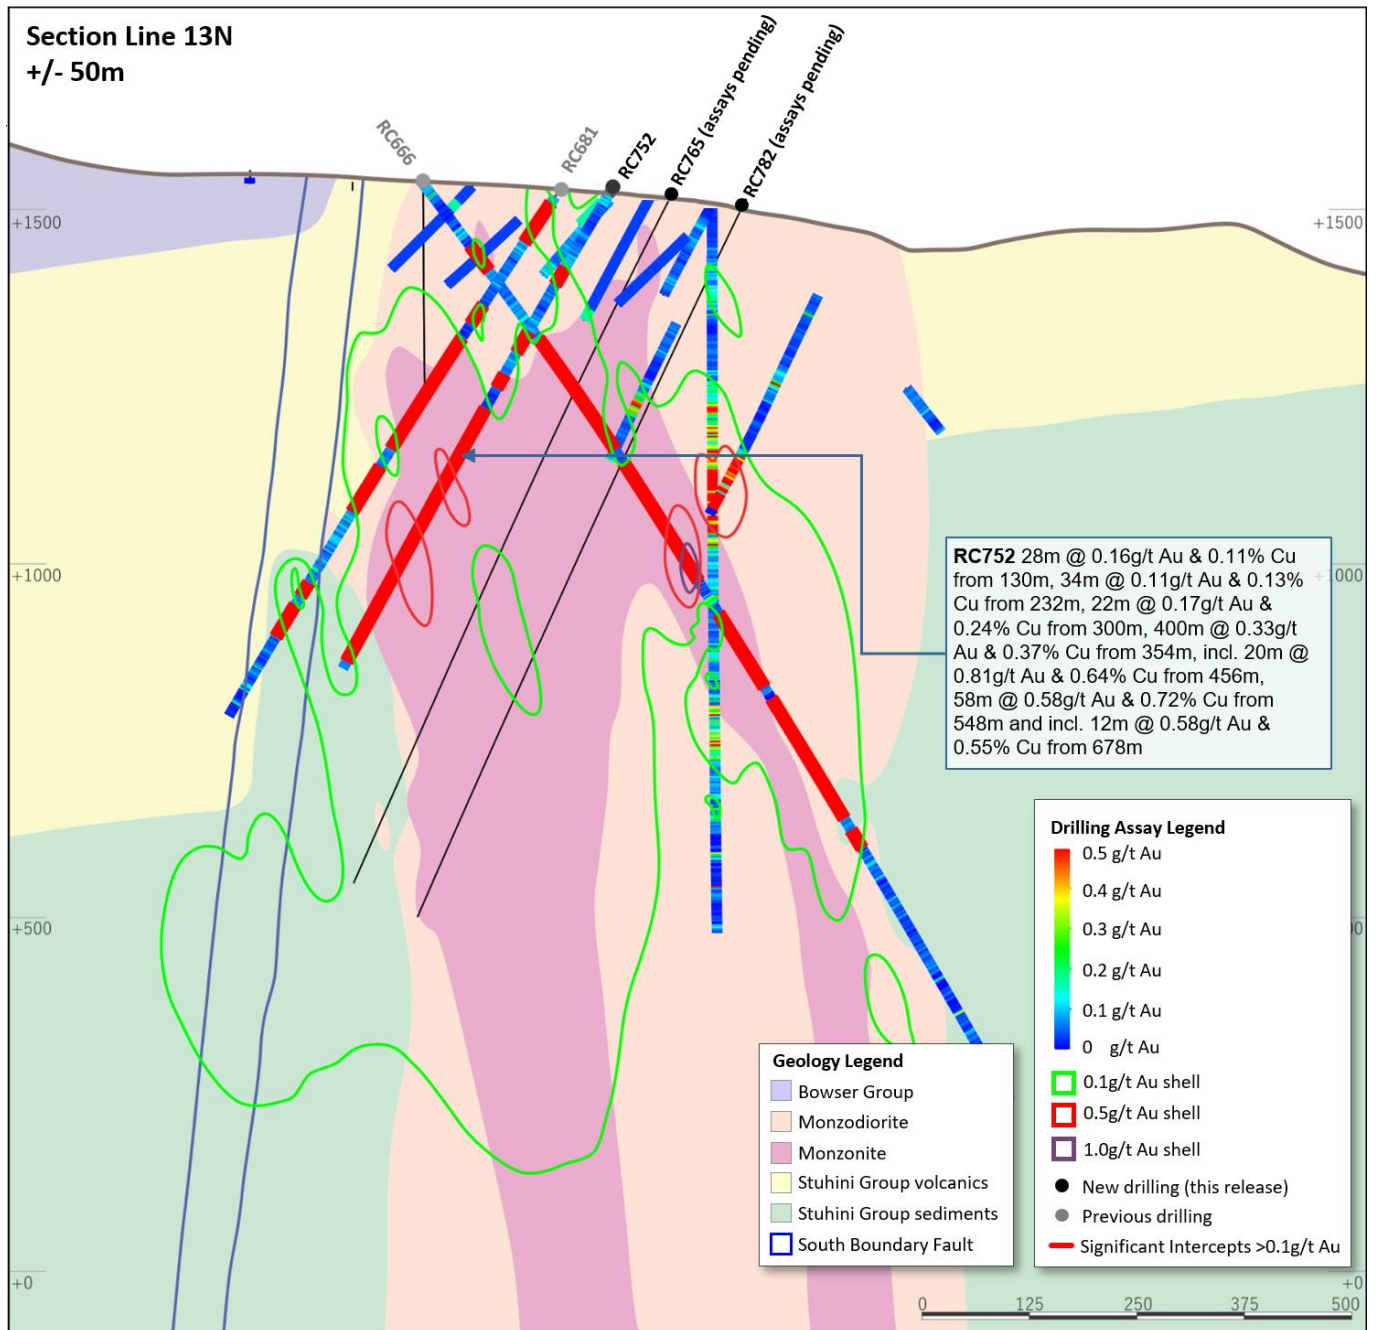 Section Line 13N
+/- 50m
RC666
RC681
RC752
RC765 (assays pending)
RC782 (assays pending)
+1500
+1500
+1000
+1000
RC752 28m @ 0.16g/t Au & 0.11% Cu
from 130m, 34m @ 0.11g/t Au & 0.13%
Cu from 232m, 22m @ 0.17g/t Au &
0.24% Cu from 300m, 400m @ 0.33g/t
Au & 0.37% Cu from 354m, incl. 20m @
0.81g/t Au & 0.64% Cu from 456m,
58m @ 0.58g/t Au & 0.72% Cu from
548m and incl. 12m @ 0.58g/t Au &
0.55% Cu from 678m
+500
Drilling Assay Legend
0.5 g/t Au
0.4 g/t Au
0.3 g/t Au
0.2 g/t Au
0.1 g/t Au
0 g/t Au
0.1g/t Au shell
0.5g/t Au shell
1.0g/t Au shell
New drilling (this release)
Previous drilling
Significant Intercepts >0.1g/t Au
Geology Legend
Bowser Group
Monzodiorite
Monzonite
Stuhini Group volcanics
Stuhini Group sediments
South Boundary Fault
+0
+0
0 125 250 375 500